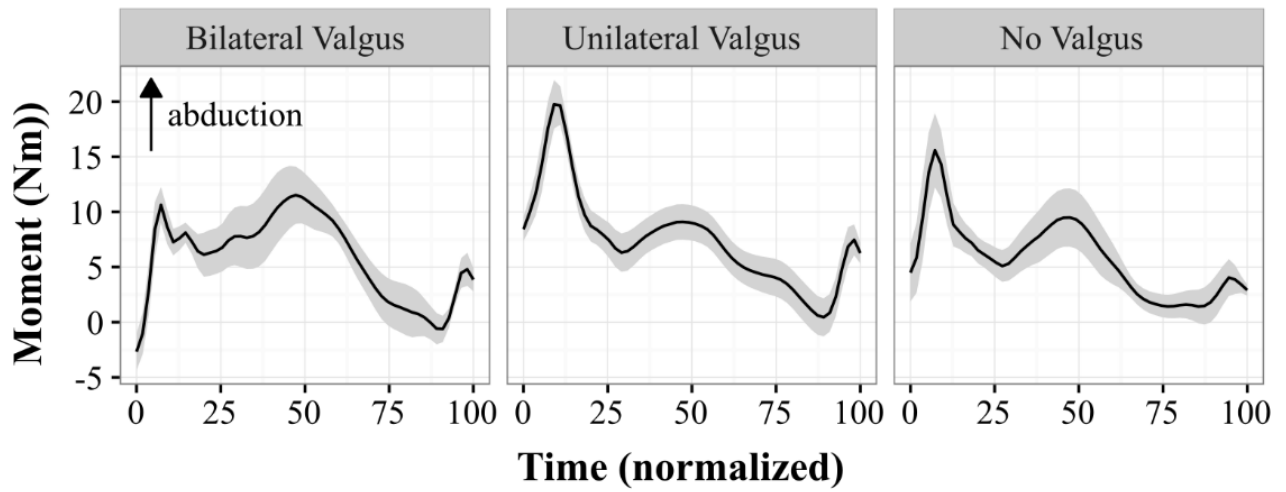 Bilateral Valgus
Unilateral Valgus
No Valgus
abduction
Moment (Nm))
20
15
10
5
0
-5
0 25 50 75 100
0 25 50 75 100
0 25 50 75 100
Time (normalized)